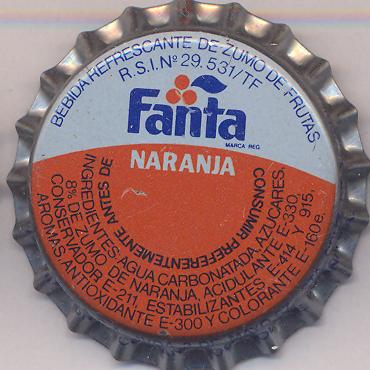 BEBIDA REFRESCANTE DE ZUMO DE FRUTAS
R.S.I. Nº 29.531/TF
Fanta
MARCA REG.
NARANJA
CONSUMIR PREFERENTEMENTE ANTES DE
INGREDIENTES: AGUA CARBONATADA, AZUCARES,
8% DE ZUMO DE NARANJA, ACIDULANTE E-330,
CONSERVADOR E-211, ESTABILIZANTES E-414 Y 915
AROMAS, ANTIOXIDANTE E-300 Y COLORANTE E-160e.